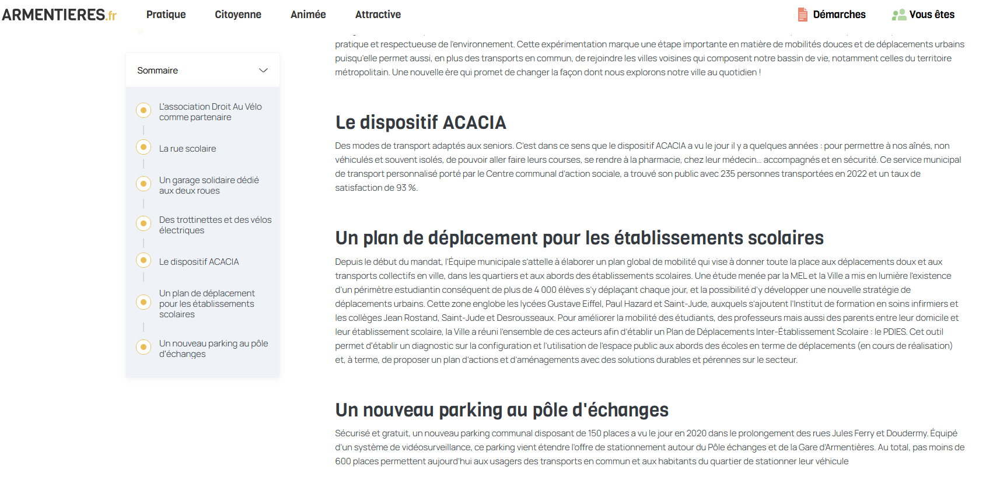 ARMENTIERES.fr
Pratique
Citoyenne
Animée
Attractive
Démarches
Vous êtes
Sommaire
L'association Droit Au Vélo
comme partenaire
La rue scolaire
Un garage solidaire dédié
aux deux roues
Des trottinettes et des vélos
électriques
Le dispositif ACACIA
Un plan de déplacement
pour les établissements
scolaires
Un nouveau parking au pôle
d'échanges
pratique et respectueuse de l'environnement. Cette expérimentation marque une étape importante en matière de mobilités douces et de déplacements urbains
puisqu'elle permet aussi, en plus des transports en commun, de rejoindre les villes voisines qui composent notre bassin de vie, notamment celles du territoire
métropolitain. Une nouvelle ère qui promet de changer la façon dont nous explorons notre ville au quotidien !
Le dispositif ACACIA
Des modes de transport adaptés aux seniors. C'est dans ce sens que le dispositif ACACIA a vu le jour il y a quelques années : pour permettre à nos aînés, non
véhiculés et souvent isolés, de pouvoir aller faire leurs courses, se rendre à la pharmacie, chez leur médecin... accompagnés et en sécurité. Ce service municipal
de transport personnalisé porté par le Centre communal d'action sociale, a trouvé son public avec 235 personnes transportées en 2022 et un taux de
satisfaction de 93 %.
Un plan de déplacement pour les établissements scolaires
Depuis le début du mandat, l'Équipe municipale s'attelle à élaborer un plan global de mobilité qui vise à donner toute la place aux déplacements doux et aux
transports collectifs en ville, dans les quartiers et aux abords des établissements scolaires. Une étude menée par la MEL et la Ville a mis en lumière l'existence
d'un périmètre estudiantin conséquent de plus de 4 000 élèves s'y déplaçant chaque jour, et la possibilité d'y développer une nouvelle stratégie de
déplacements urbains. Cette zone englobe les lycées Gustave Eiffel, Paul Hazard et Saint-Jude, auxquels s'ajoutent l'Institut de formation en soins infirmiers et
les collèges Jean Rostand, Saint-Jude et Desrousseaux. Pour améliorer la mobilité des étudiants, des professeurs mais aussi des parents entre leur domicile et
leur établissement scolaire, la Ville a réuni l'ensemble de ces acteurs afin d'établir un Plan de Déplacements Inter-Établissement Scolaire : le PDIES. Cet outil
permet d'établir un diagnostic sur la configuration et l'utilisation de l'espace public aux abords des écoles en terme de déplacements (en cours de réalisation)
et, à terme, de proposer un plan d'actions et d'aménagements avec des solutions durables et pérennes sur le secteur.
Un nouveau parking au pôle d'échanges
Sécurisé et gratuit, un nouveau parking communal disposant de 150 places a vu le jour en 2020 dans le prolongement des rues Jules Ferry et Doudermy. Équipé
d'un système de vidéosurveillance, ce parking vient étendre l'offre de stationnement autour du Pôle échanges et de la Gare d'Armentières. Au total, pas moins de
600 places permettent aujourd'hui aux usagers des transports en commun et aux habitants du quartier de stationner leur véhicule